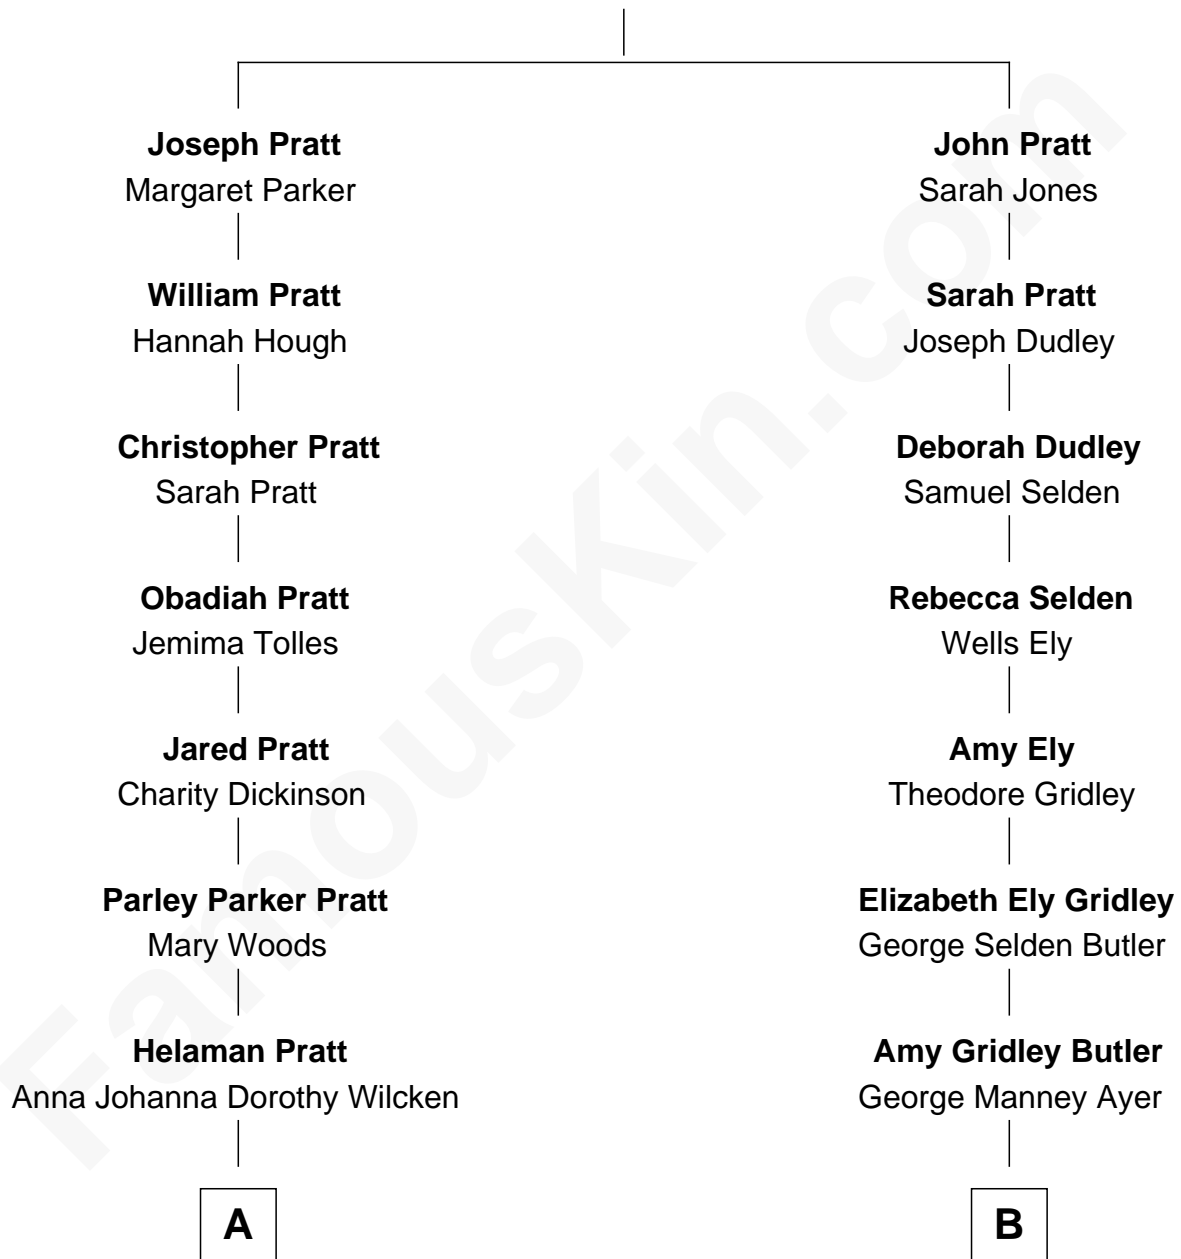 Joseph Pratt
Margaret Parker
William Pratt
Hannah Hough
Christopher Pratt
Sarah Pratt
Obadiah Pratt
Jemima Tolles
Jared Pratt
Charity Dickinson
Parley Parker Pratt
Mary Woods
Helaman Pratt
Anna Johanna Dorothy Wilcken
A
John Pratt
Sarah Jones
Sarah Pratt
Joseph Dudley
Deborah Dudley
Samuel Selden
Rebecca Selden
Wells Ely
Amy Ely
Theodore Gridley
Elizabeth Ely Gridley
George Selden Butler
Amy Gridley Butler
George Manney Ayer
B
FamousKin.com